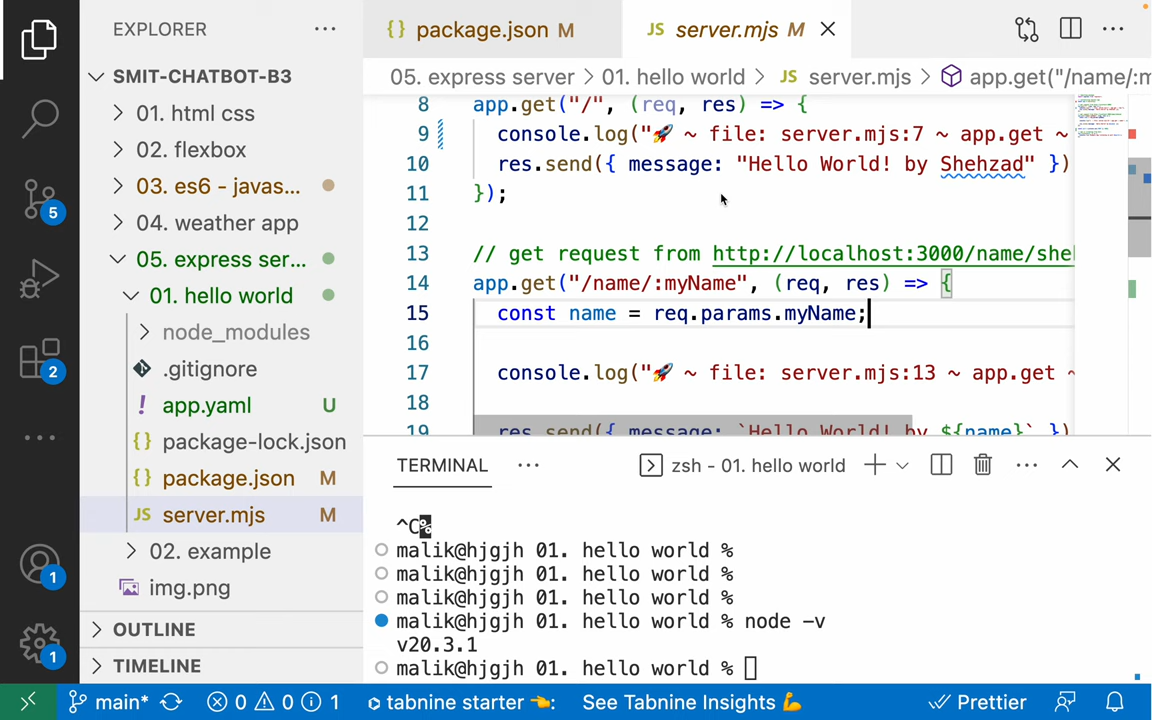 EXPLORER
SMIT-CHATBOT-B3
01. html css
02. flexbox
03. es6 - javas...
04. weather app
05. express ser...
01. hello world
node_modules
.gitignore
app.yaml U
package-lock.json
package.json M
server.mjs M
02. example
img.png
OUTLINE
TIMELINE
5
2
1
1
{} package.json M
JS server.mjs M
05. express server > 01. hello world > JS server.mjs > app.get("/name/:m
8 app.get("/", (req, res) => {
9 console.log("🚀 ~ file: server.mjs:7 ~ app.get ~
10 res.send({ message: "Hello World! by Shehzad" })
11 });
12
13 // get request from http://localhost:3000/name/she
14 app.get("/name/:myName", (req, res) => {
15 const name = req.params.myName;
16
17 console.log("🚀 ~ file: server.mjs:13 ~ app.get ~
18
19 res.send({ message: `Hello World! by ${name}` })
TERMINAL zsh - 01. hello world
^C%
malik@hjgjh 01. hello world %
malik@hjgjh 01. hello world %
malik@hjgjh 01. hello world %
malik@hjgjh 01. hello world % node -v
v20.3.1
malik@hjgjh 01. hello world %
main* 0 0 1 tabnine starter 👈: See Tabnine Insights 💪 Prettier